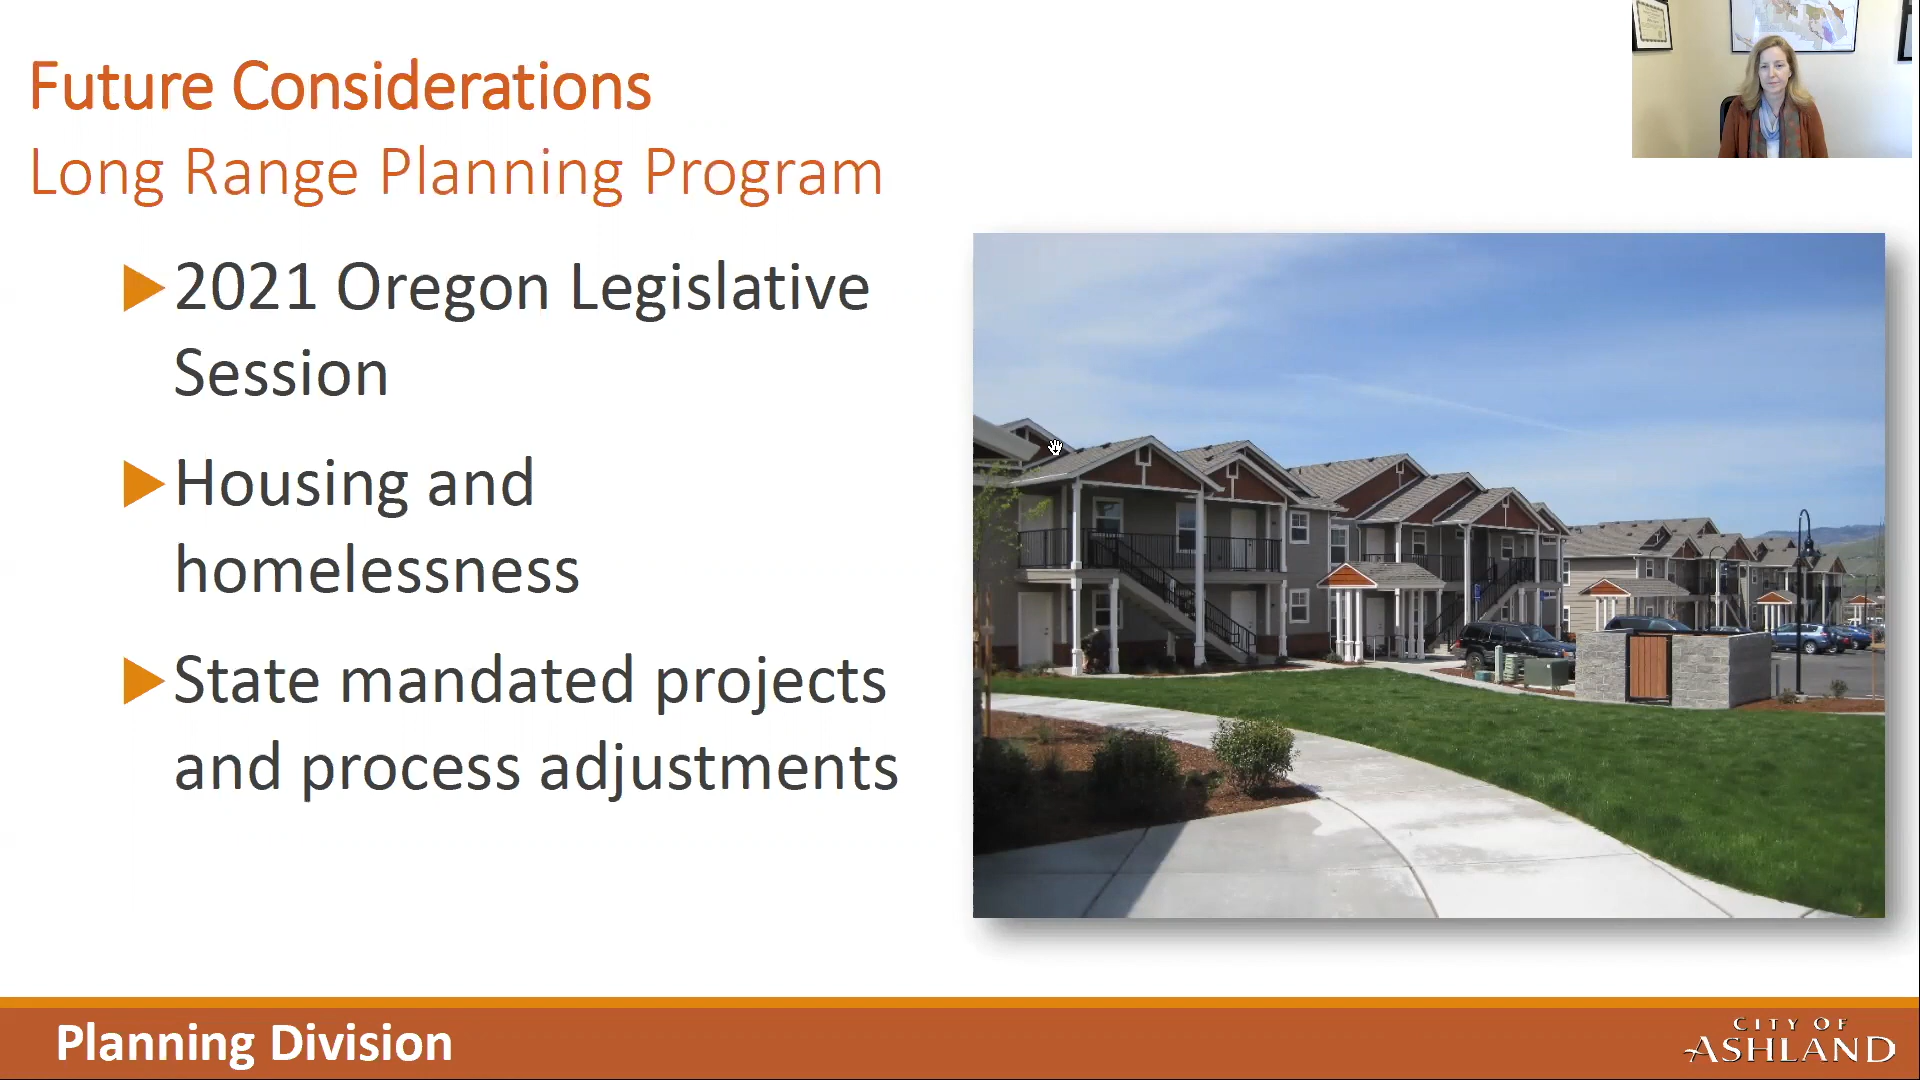 Future Considerations
Long Range Planning Program
2021 Oregon Legislative
Session
Housing and
homelessness
State mandated projects
and process adjustments
Planning Division
CITY OF
ASHLAND